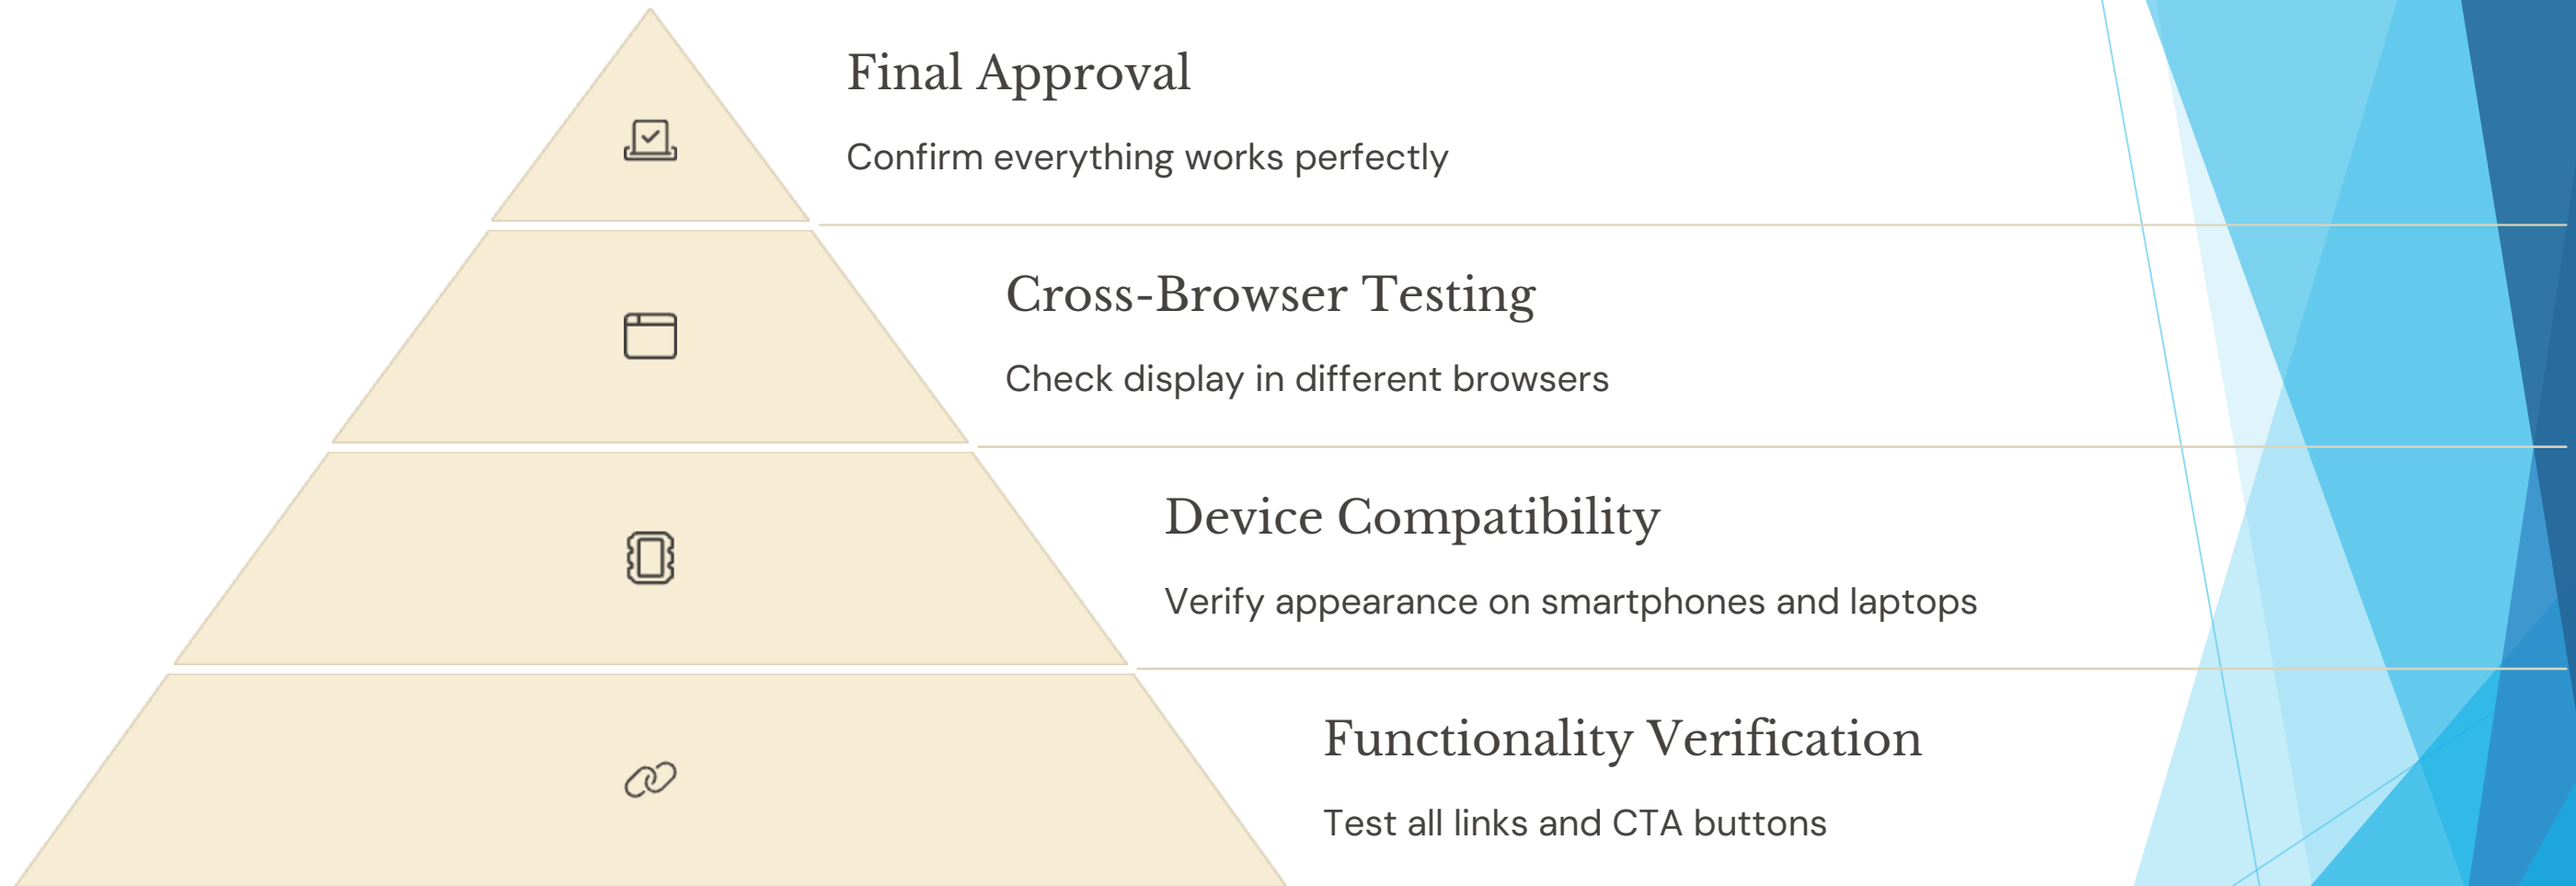 Final Approval
Confirm everything works perfectly
Cross-Browser Testing
Check display in different browsers
Device Compatibility
Verify appearance on smartphones and laptops
Functionality Verification
Test all links and CTA buttons